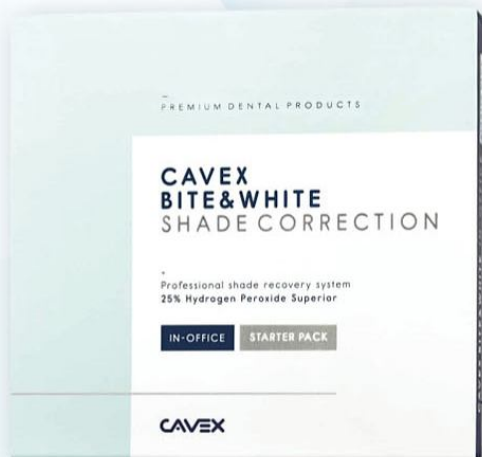 PREMIUM DENTAL PRODUCTS
CAVEX
BITE&WHITE
SHADE CORRECTION
Professional shade recovery system
25% Hydrogen Peroxide Superior
IN-OFFICE STARTER PACK
CAVEX